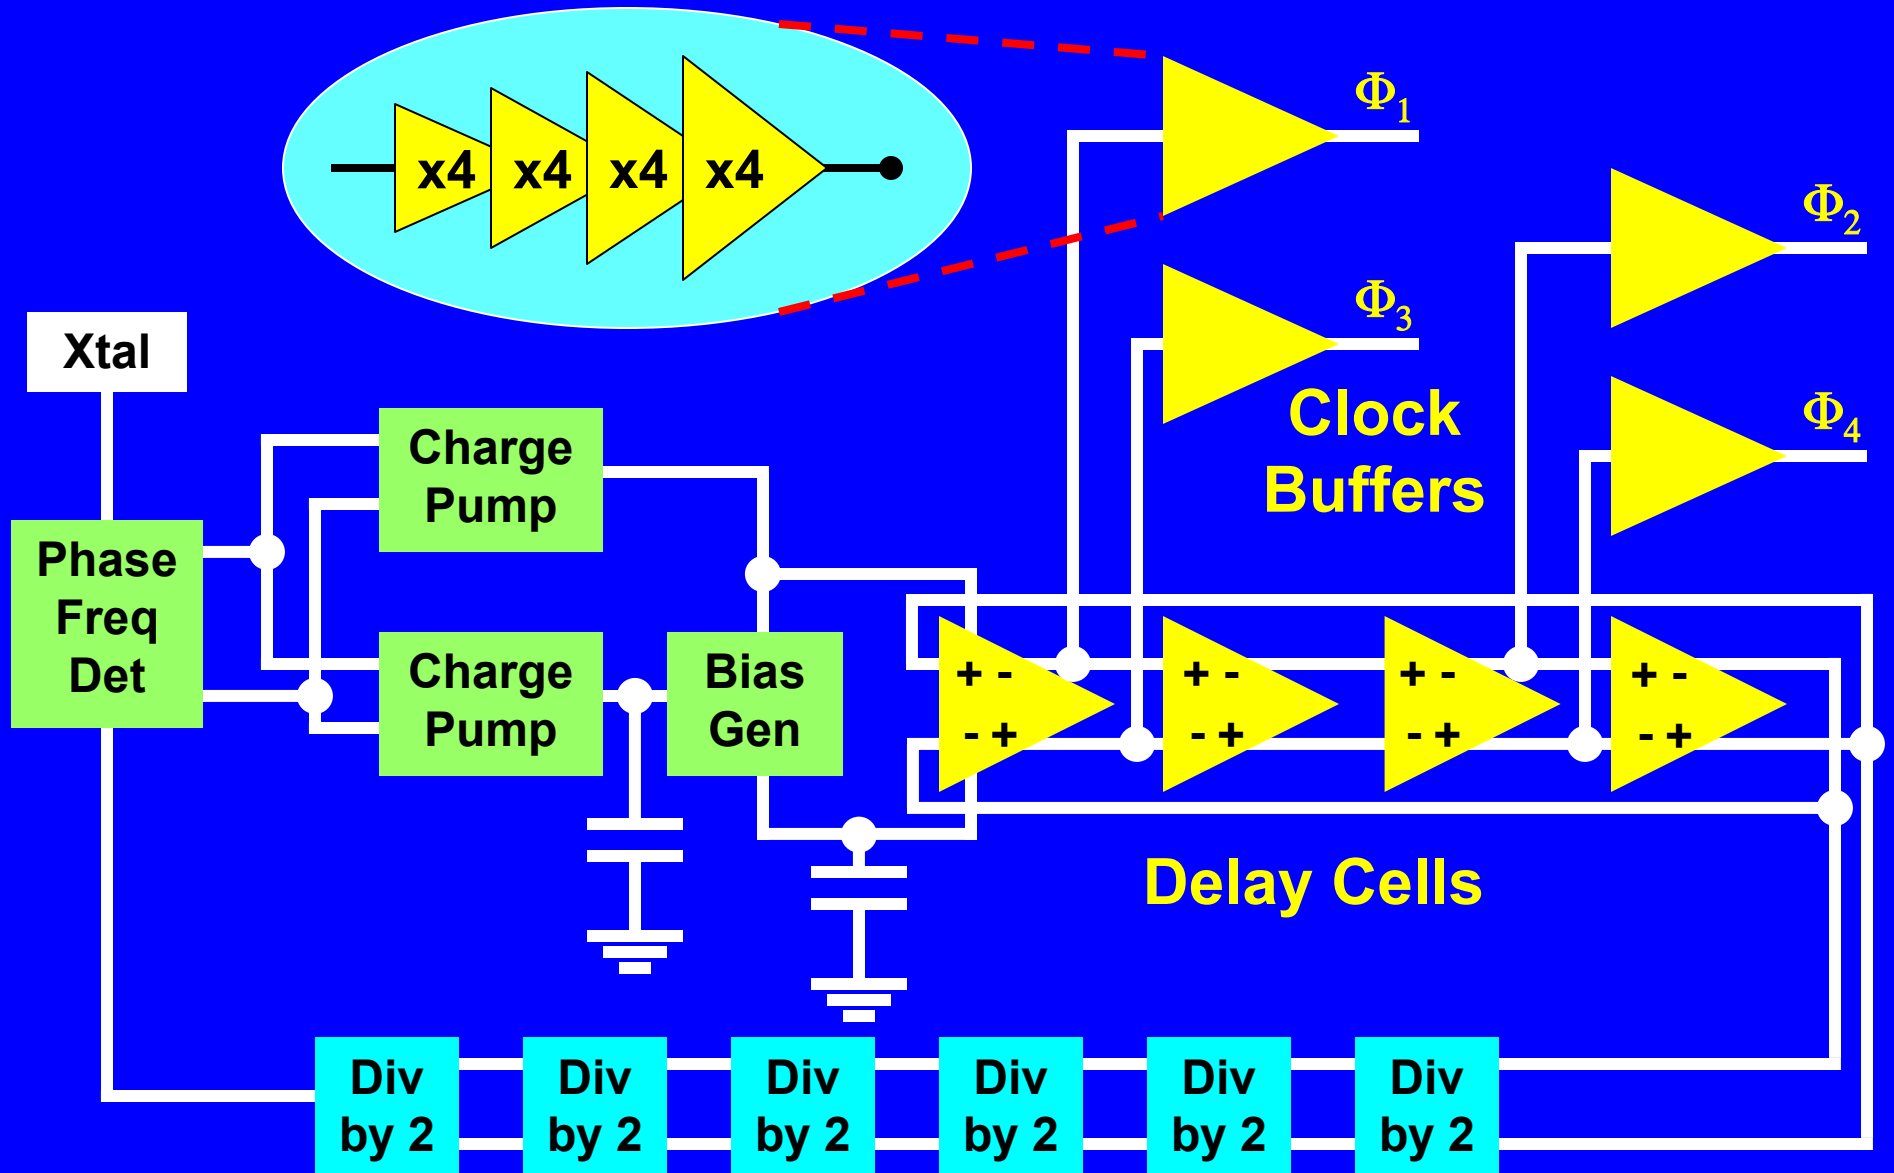 x4 x4 x4 x4
Φ1
Φ2
Φ3
Φ4
Xtal
Clock
Buffers
Charge
Pump
Phase
Freq
Det
Charge
Pump
Bias
Gen
+ - + - + - + -
- + - + - + - +
Delay Cells
Div Div Div Div Div Div
by 2 by 2 by 2 by 2 by 2 by 2